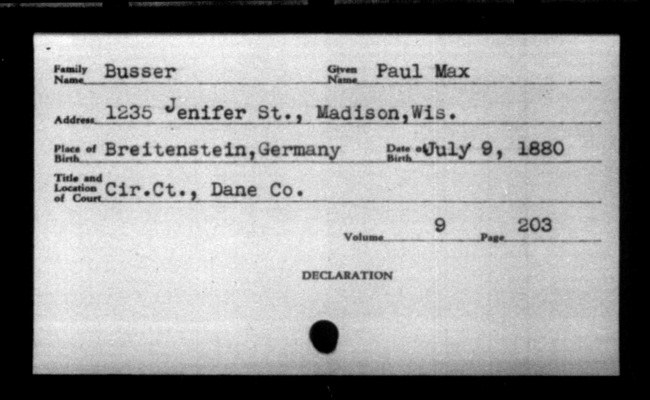 Family Name Busser Given Name Paul Max
Address 1235 Jenifer St., Madison,Wis.
Place of Birth Breitenstein,Germany Date of Birth July 9, 1880
Title and Location of Court Cir.Ct., Dane Co.
Volume 9 Page 203
DECLARATION